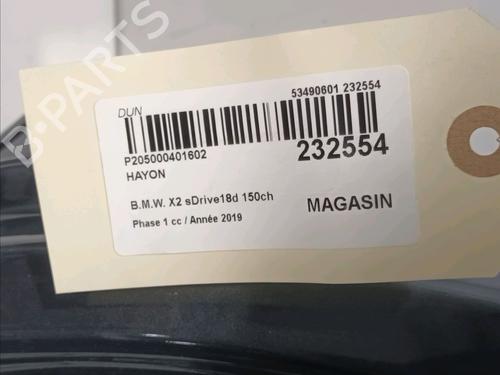 DUN
53490601 232554
P205000401602
232554
HAYON
B.M.W. X2 sDrive18d 150ch
MAGASIN
Phase 1 cc / Année 2019
B-PARTS